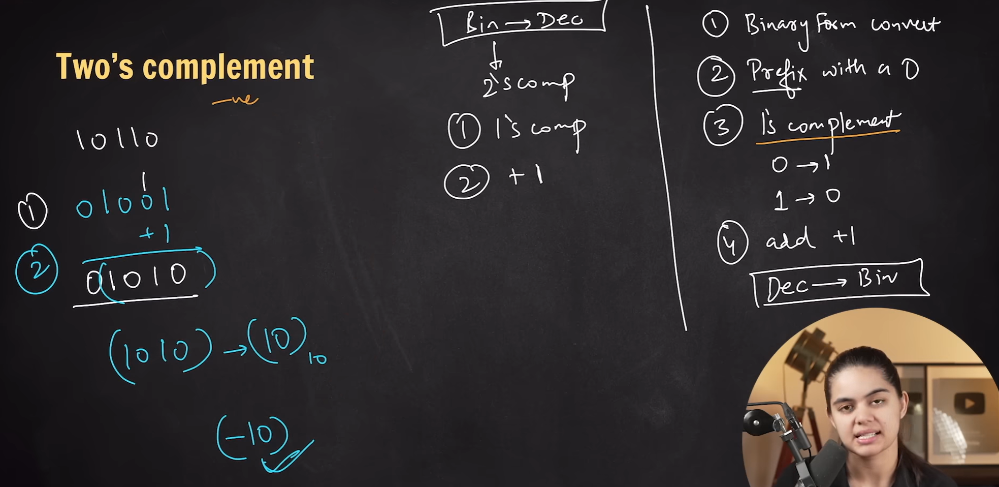 Two's complement
-ve
10110
1
① 01001
+1
② 01010
(1010) → (10)10
(-10)
Bin → Dec
↓
2's comp
① 1's comp
② +1
① Binary Form convert
② Prefix with a 0
③ 1's complement
0 → 1
1 → 0
④ add +1
Dec → Bin